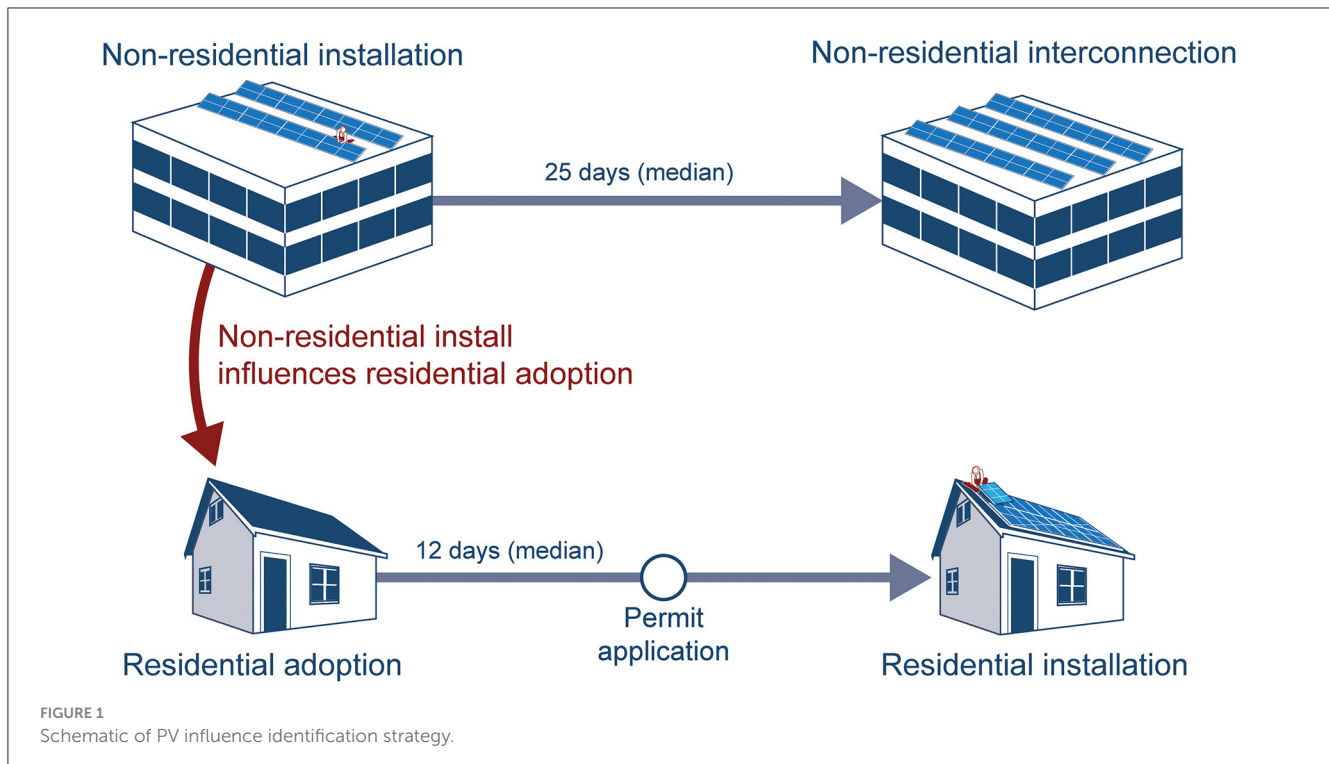 Non-residential installation
Non-residential interconnection
25 days (median)
Non-residential install
influences residential adoption
12 days (median)
Permit
application
Residential adoption
Residential installation
FIGURE 1
Schematic of PV influence identification strategy.